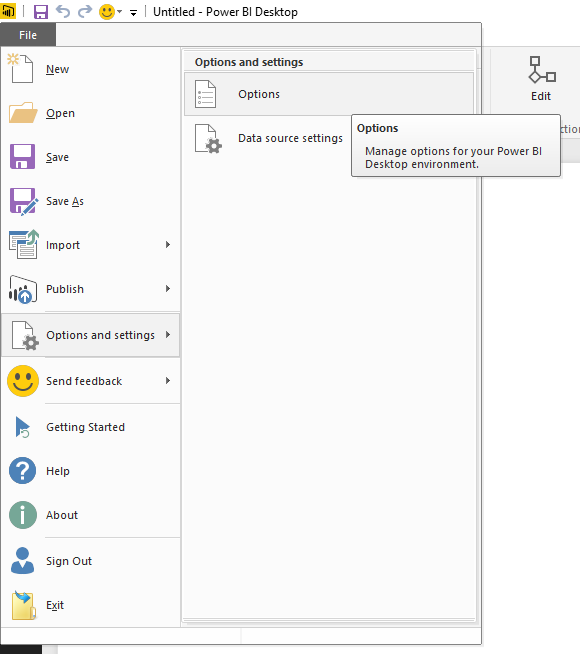 Untitled - Power BI Desktop
File
New
Open
Save
Save As
Import
Publish
Options and settings
Send feedback
Getting Started
Help
About
Sign Out
Exit
Options and settings
Options
Data source settings
Options
Manage options for your Power BI
Desktop environment.
Edit